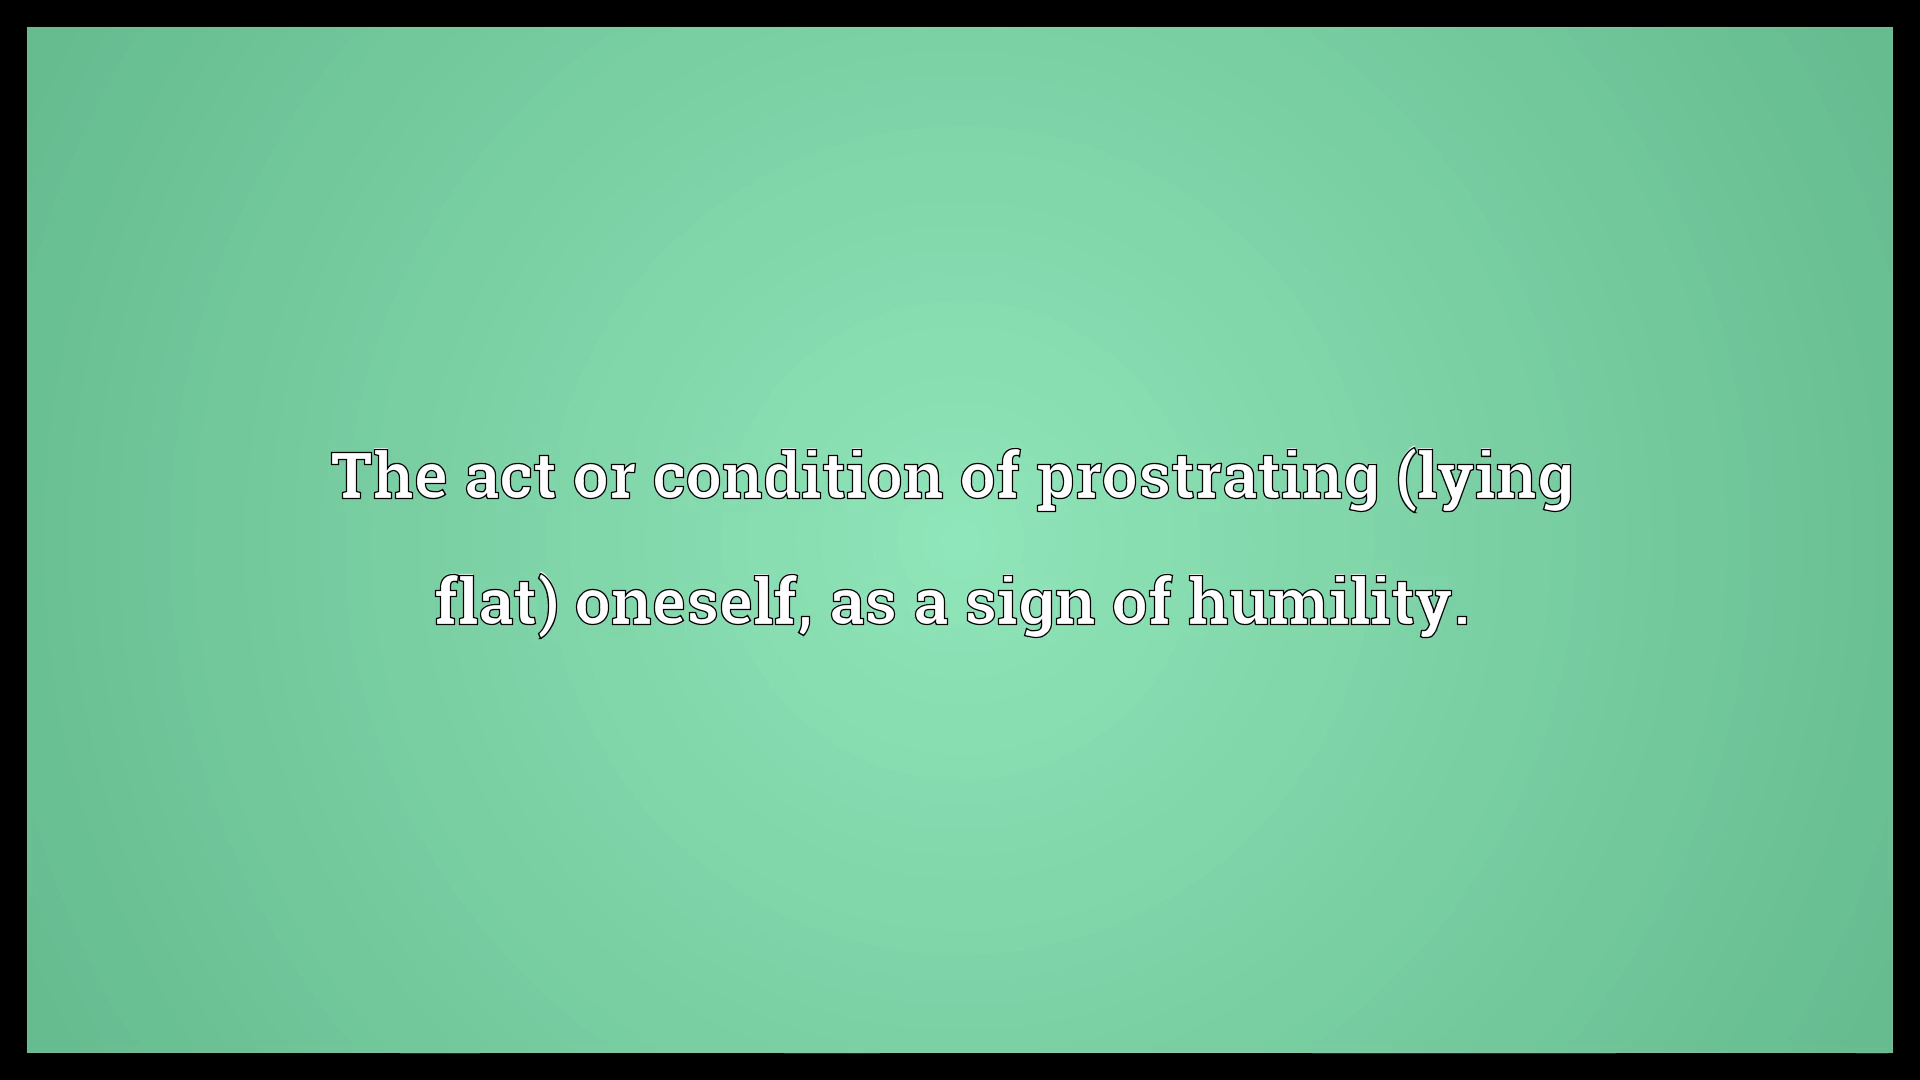 The act or condition of prostrating (lying
flat) oneself, as a sign of humility.